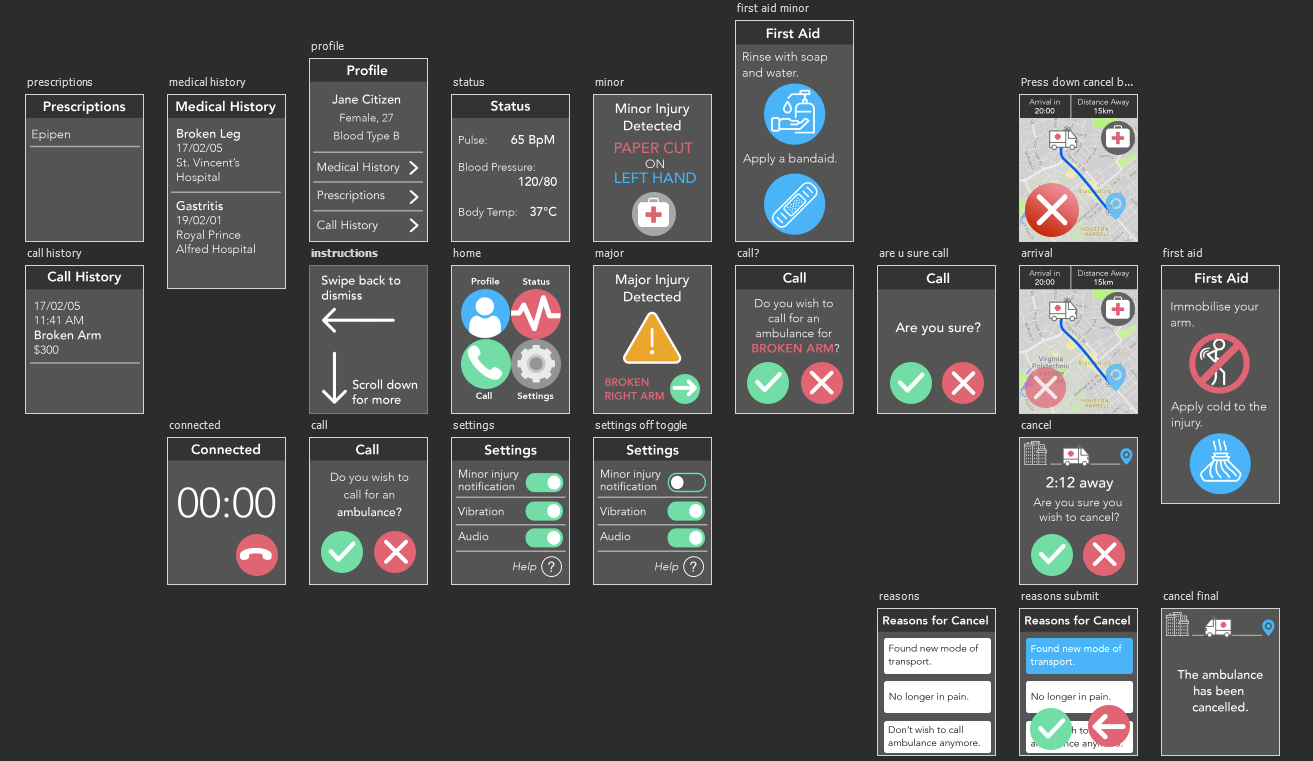 first aid minor
First Aid
Rinse with soap
and water.
Apply a bandaid.
profile
Profile
Jane Citizen
Female, 27
Blood Type B
Medical History
Prescriptions
Call History
prescriptions
Prescriptions
Epipen
medical history
Medical History
Broken Leg
17/02/05
St. Vincent's
Hospital
Gastritis
19/02/01
Royal Prince
Alfred Hospital
status
Status
Pulse: 65 BpM
Blood Pressure:
120/80
Body Temp: 37°C
minor
Minor Injury
Detected
PAPER CUT
ON
LEFT HAND
Press down cancel b...
Arrival in
20:00
Distance Away
15km
Blacksburg
HOUSTON
HARRELL
call history
Call History
17/02/05
11:41 AM
Broken Arm
$300
instructions
Swipe back to
dismiss
Scroll down
for more
home
Profile
Status
Call
Settings
major
Major Injury
Detected
BROKEN
RIGHT ARM
call?
Call
Do you wish to
call for an
ambulance for
BROKEN ARM?
are u sure call
Call
Are you sure?
arrival
Arrival in
20:00
Distance Away
15km
Virginia
Polytechnic
Blacksburg
HOUSTON
HARRELL
first aid
First Aid
Immobilise your
arm.
Apply cold to the
injury.
connected
Connected
00:00
call
Call
Do you wish to
call for an
ambulance?
settings
Settings
Minor injury
notification
Vibration
Audio
Help ?
settings off toggle
Settings
Minor injury
notification
Vibration
Audio
Help ?
cancel
2:12 away
Are you sure you
wish to cancel?
reasons
Reasons for Cancel
Found new mode of
transport.
No longer in pain.
Don't wish to call
ambulance anymore.
reasons submit
Reasons for Cancel
Found new mode of
transport.
No longer in pain.
cancel final
The ambulance
has been
cancelled.